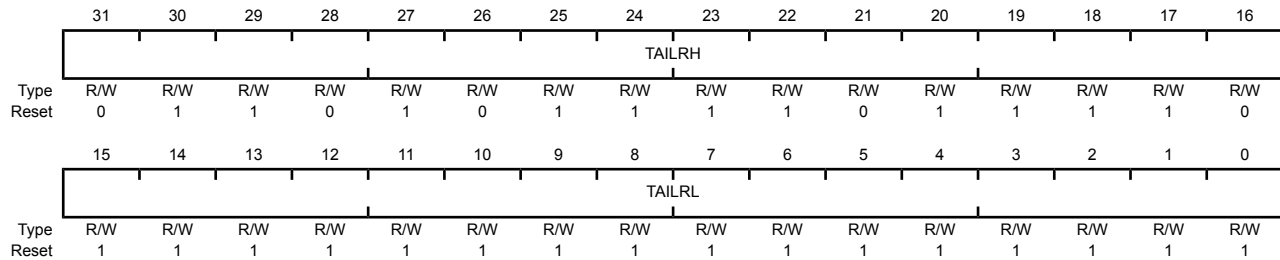 31 30 29 28 27 26 25 24 23 22 21 20 19 18 17 16
TAILRH
Type R/W R/W R/W R/W R/W R/W R/W R/W R/W R/W R/W R/W R/W R/W R/W R/W
Reset 0 1 1 0 1 0 1 1 1 1 0 1 1 1 1 0
15 14 13 12 11 10 9 8 7 6 5 4 3 2 1 0
TAILRL
Type R/W R/W R/W R/W R/W R/W R/W R/W R/W R/W R/W R/W R/W R/W R/W R/W
Reset 1 1 1 1 1 1 1 1 1 1 1 1 1 1 1 1